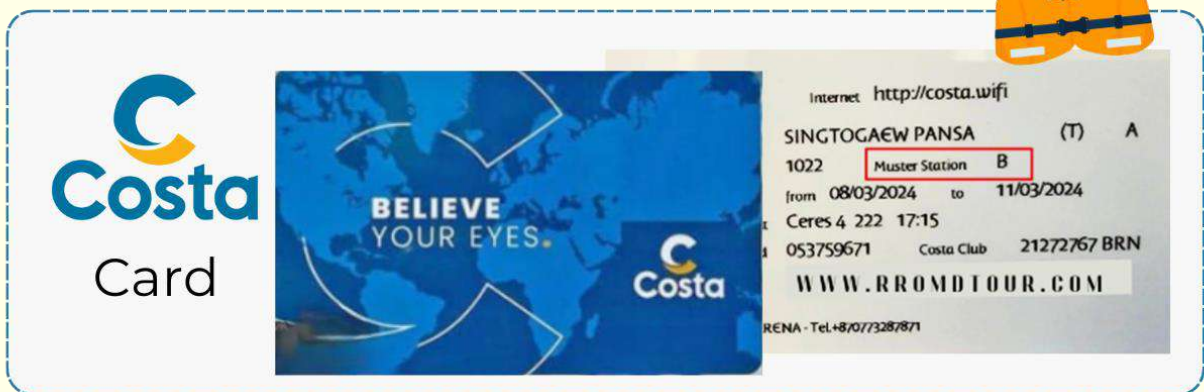 Costa
Card
BELIEVE
YOUR EYES.
Costa
Internet http://costa.wifi
SINGTOGAEW PANSA (T) A
1022 Muster Station B
from 08/03/2024 to 11/03/2024
Ceres 4 222 17:15
053759671 Costa Club 21272767 BRN
WWW.RROMDTOUR.COM
RENA - Tel.+870773287871